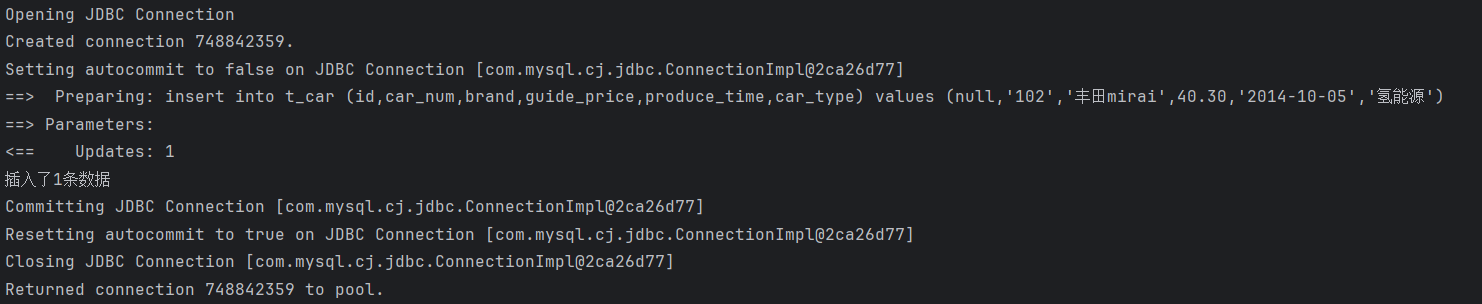 Opening JDBC Connection
Created connection 748842359.
Setting autocommit to false on JDBC Connection [com.mysql.cj.jdbc.ConnectionImpl@2ca26d77]
==>  Preparing: insert into t_car (id,car_num,brand,guide_price,produce_time,car_type) values (null,'102','丰田mirai',40.30,'2014-10-05','氢能源')
==> Parameters:
<==    Updates: 1
插入了1条数据
Committing JDBC Connection [com.mysql.cj.jdbc.ConnectionImpl@2ca26d77]
Resetting autocommit to true on JDBC Connection [com.mysql.cj.jdbc.ConnectionImpl@2ca26d77]
Closing JDBC Connection [com.mysql.cj.jdbc.ConnectionImpl@2ca26d77]
Returned connection 748842359 to pool.